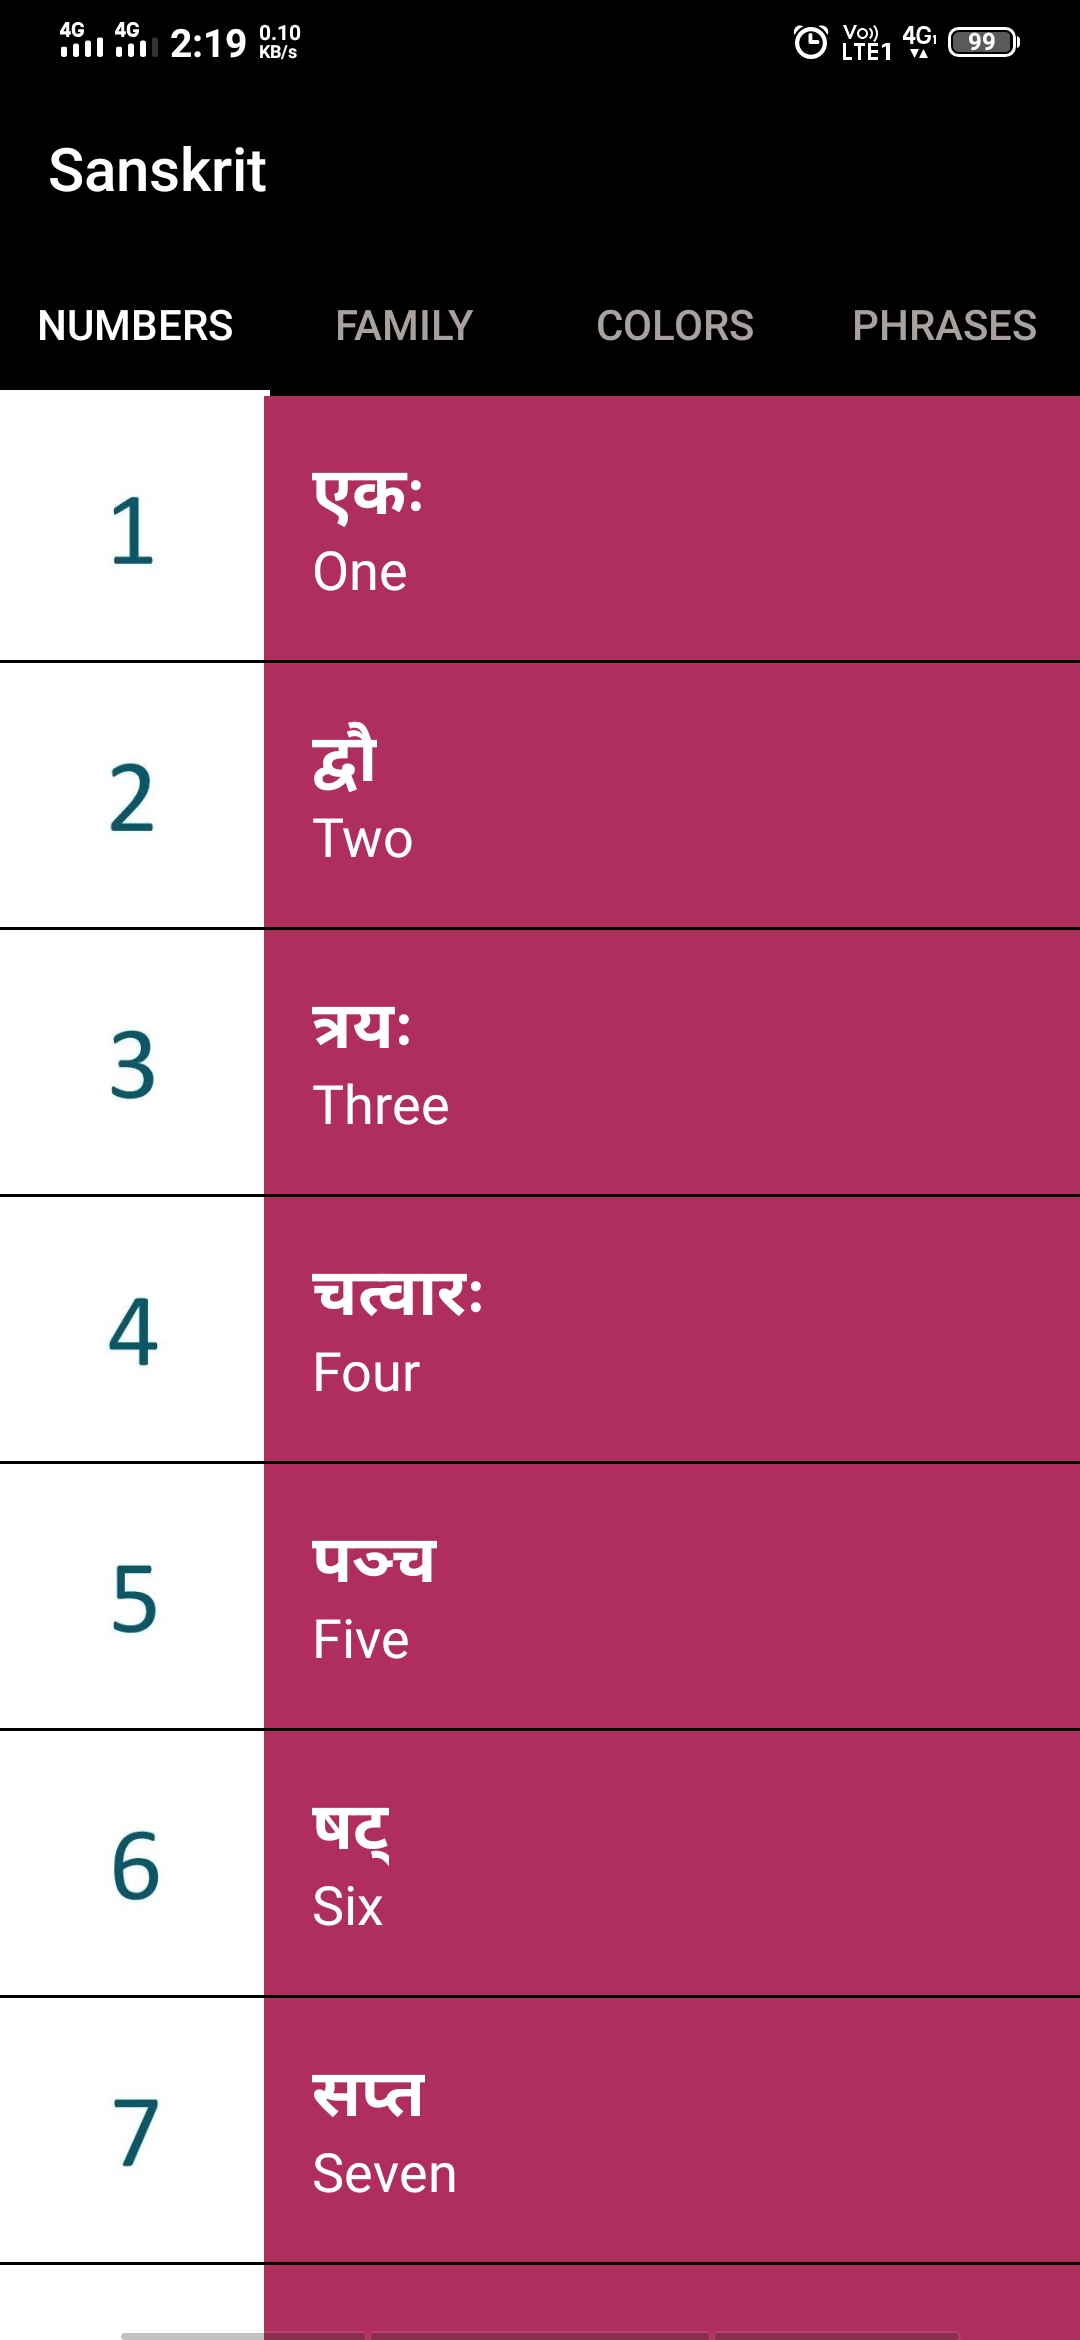 4G 4G 2:19 0.10 KB/s Vo)) LTE1 4G1 99
Sanskrit
NUMBERS FAMILY COLORS PHRASES
1
एकः
One
2
द्वौ
Two
3
त्रयः
Three
4
चत्वारः
Four
5
पञ्च
Five
6
षट्
Six
7
सप्त
Seven